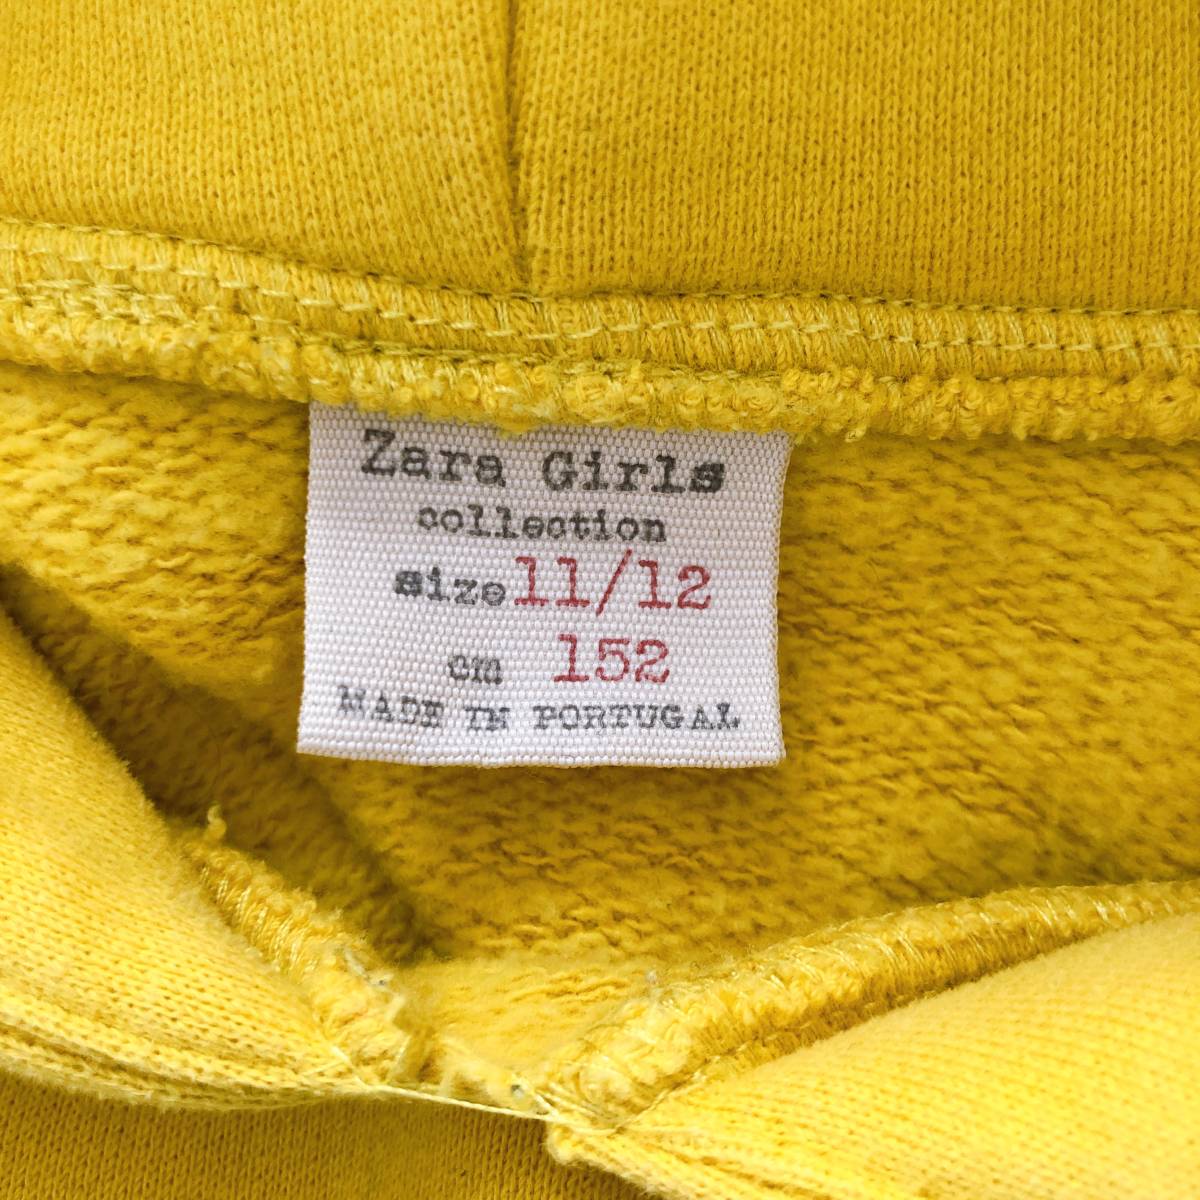 Zara Girls
collection
size 11/12
cm 152
MADE IN PORTUGAL